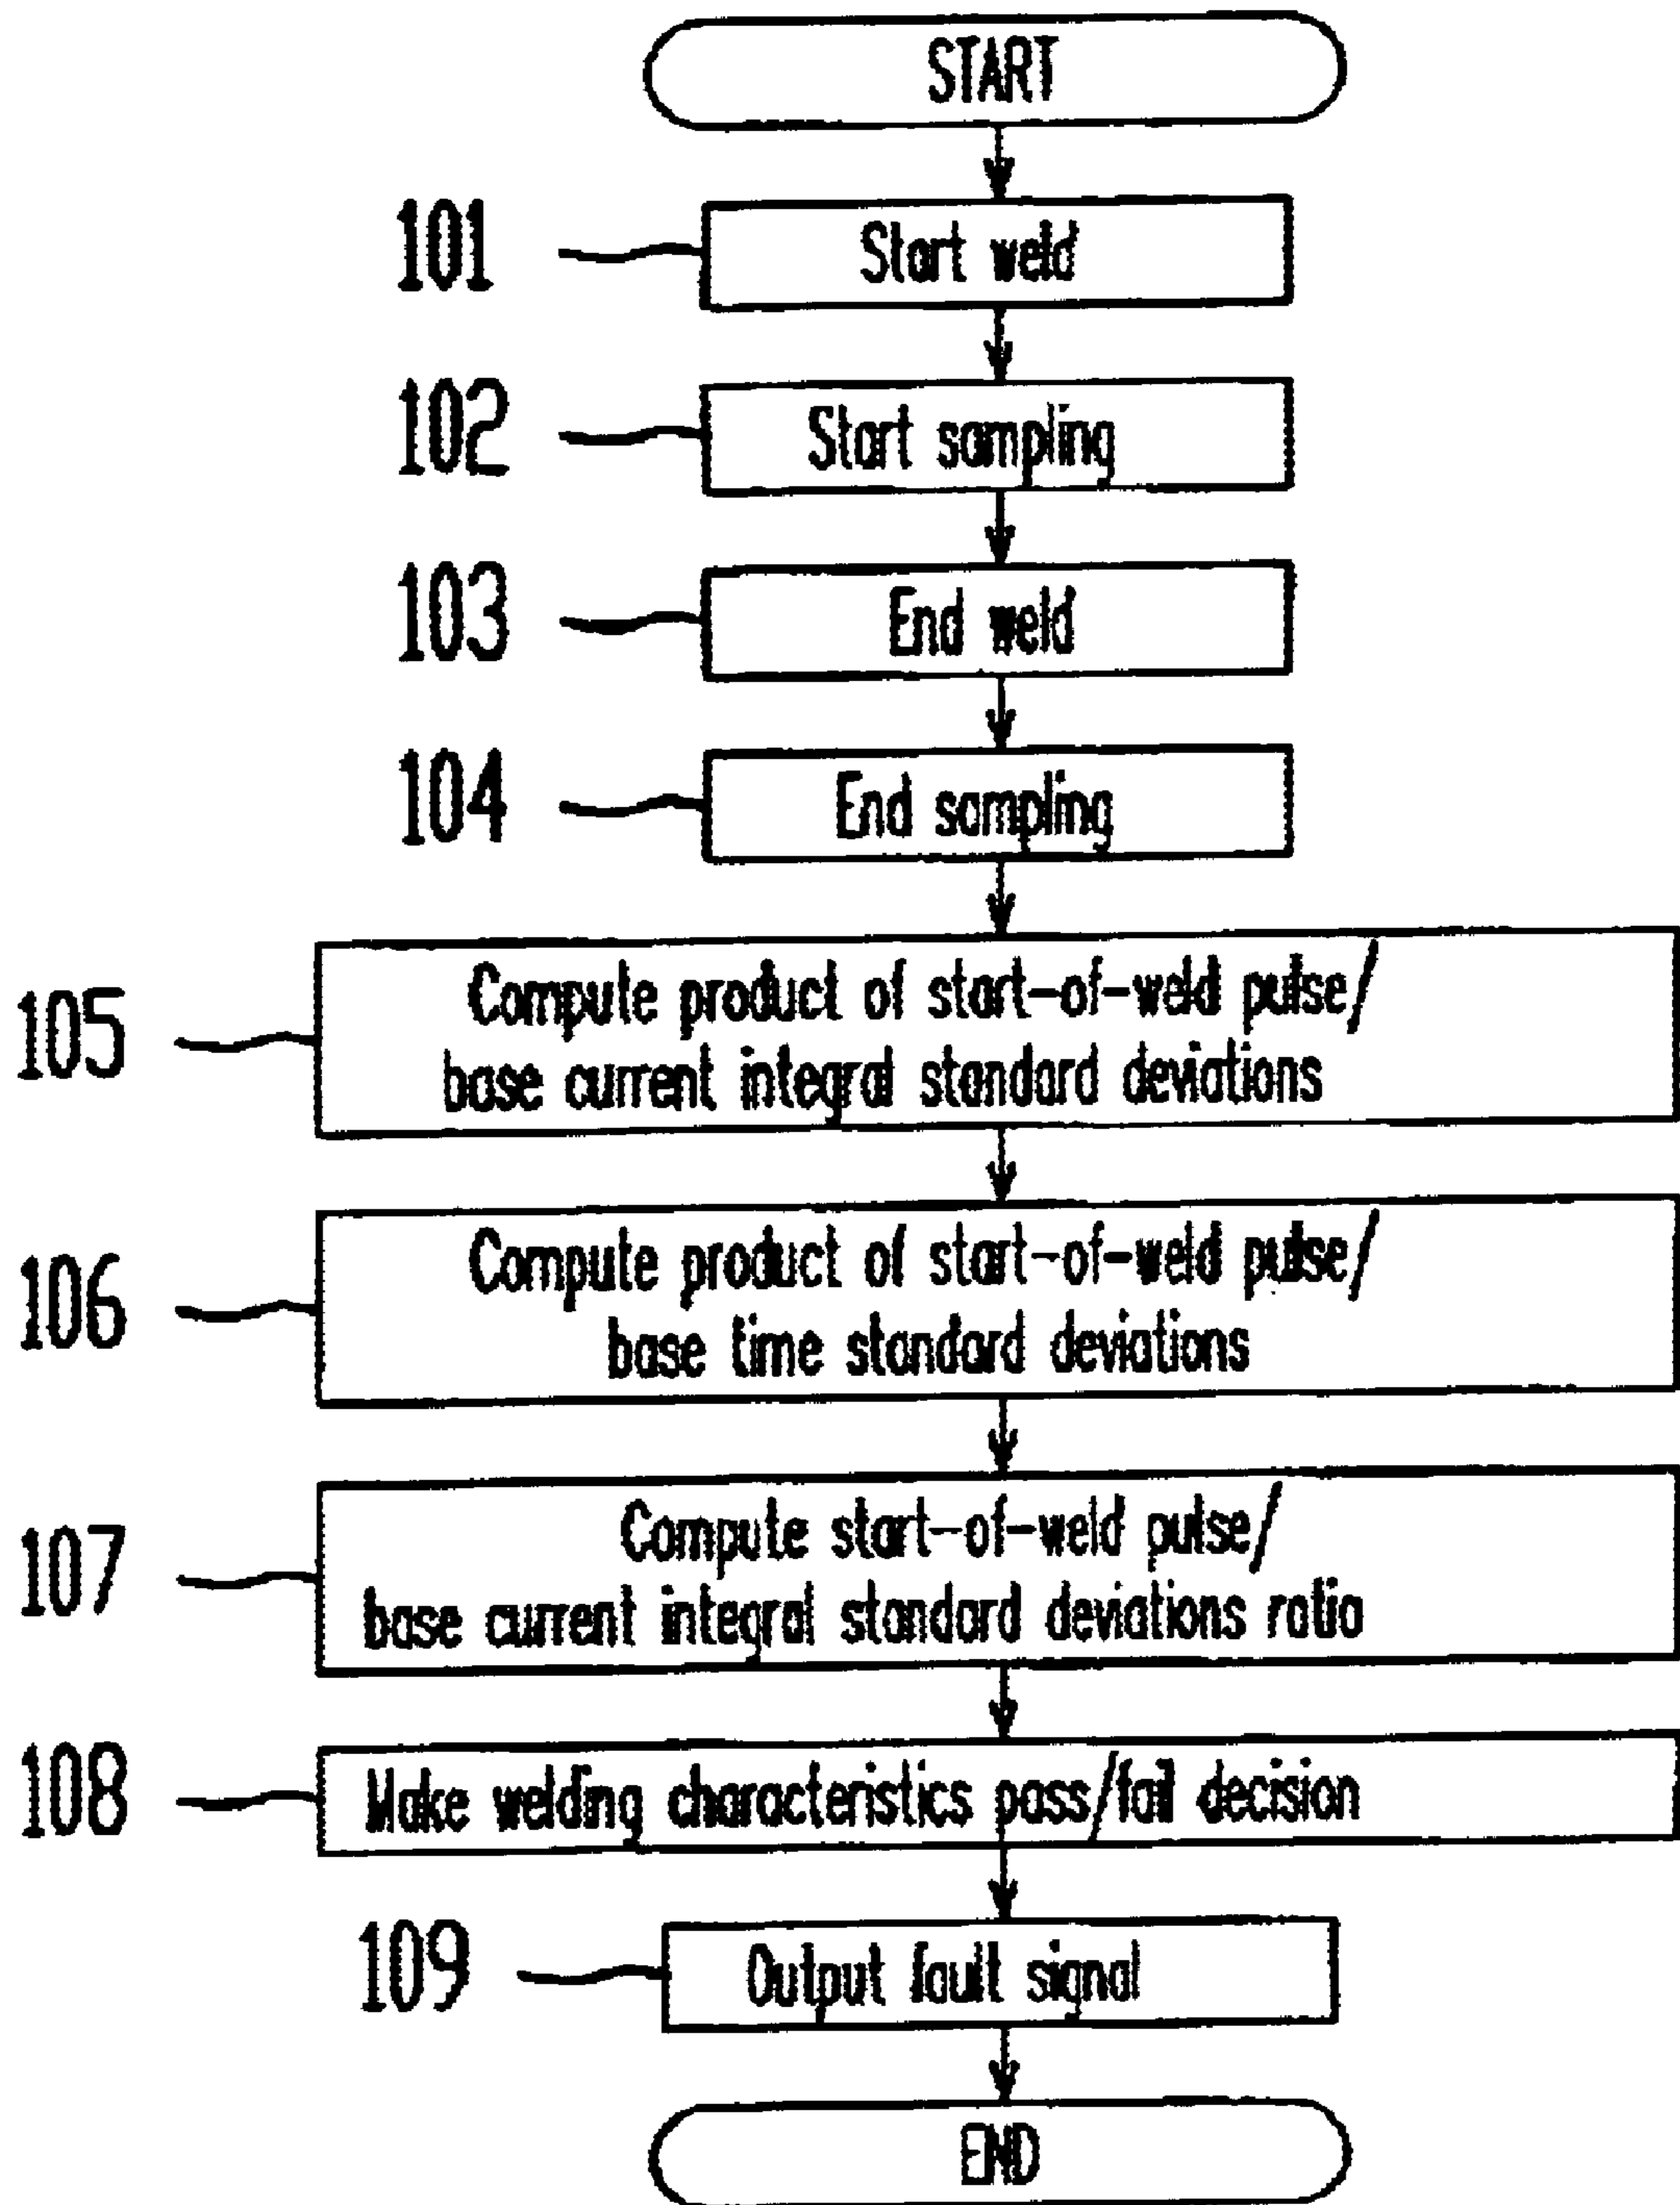 START
101
Start weld
102
Start sampling
103
End weld
104
End sampling
105
Compute product of start-of-weld pulse/
base current integral standard deviations
106
Compute product of start-of-weld pulse/
base time standard deviations
107
Compute start-of-weld pulse/
base current integral standard deviations ratio
108
Make welding characteristics pass/fail decision
109
Output fault signal
END